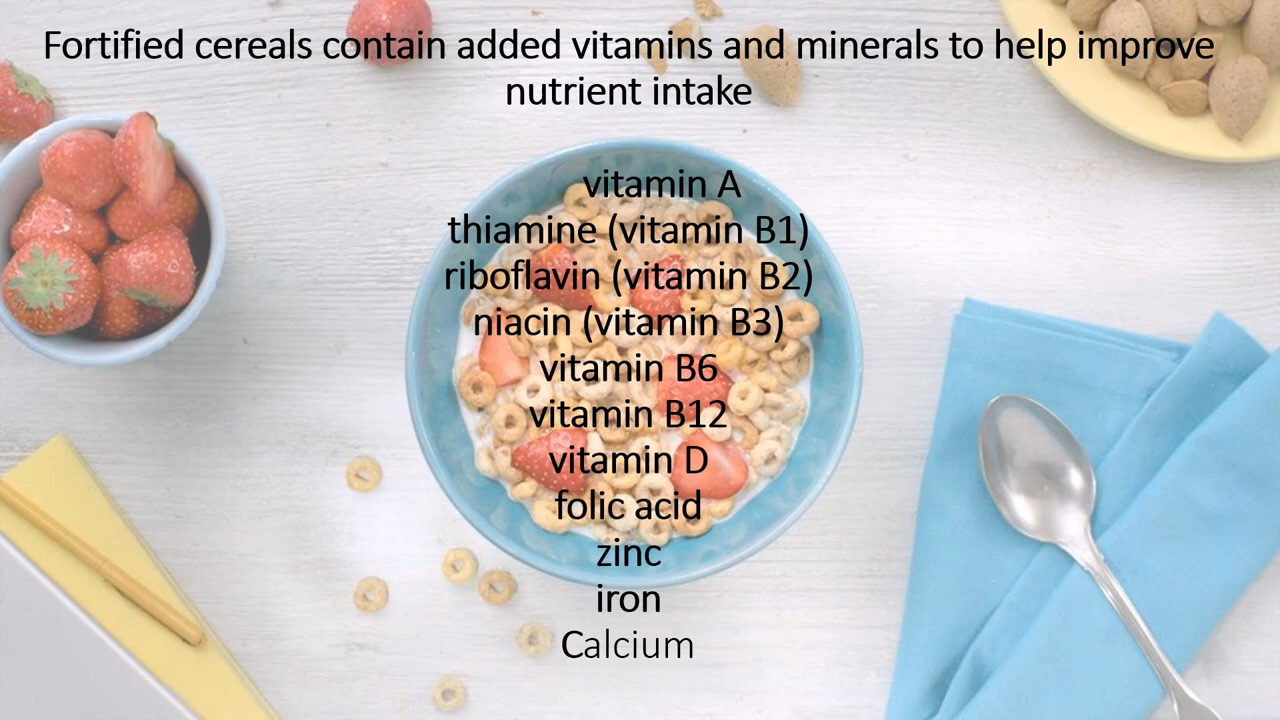 Fortified cereals contain added vitamins and minerals to help improve
nutrient intake
vitamin A
thiamine (vitamin B1)
riboflavin (vitamin B2)
niacin (vitamin B3)
vitamin B6
vitamin B12
vitamin D
folic acid
zinc
iron
Calcium